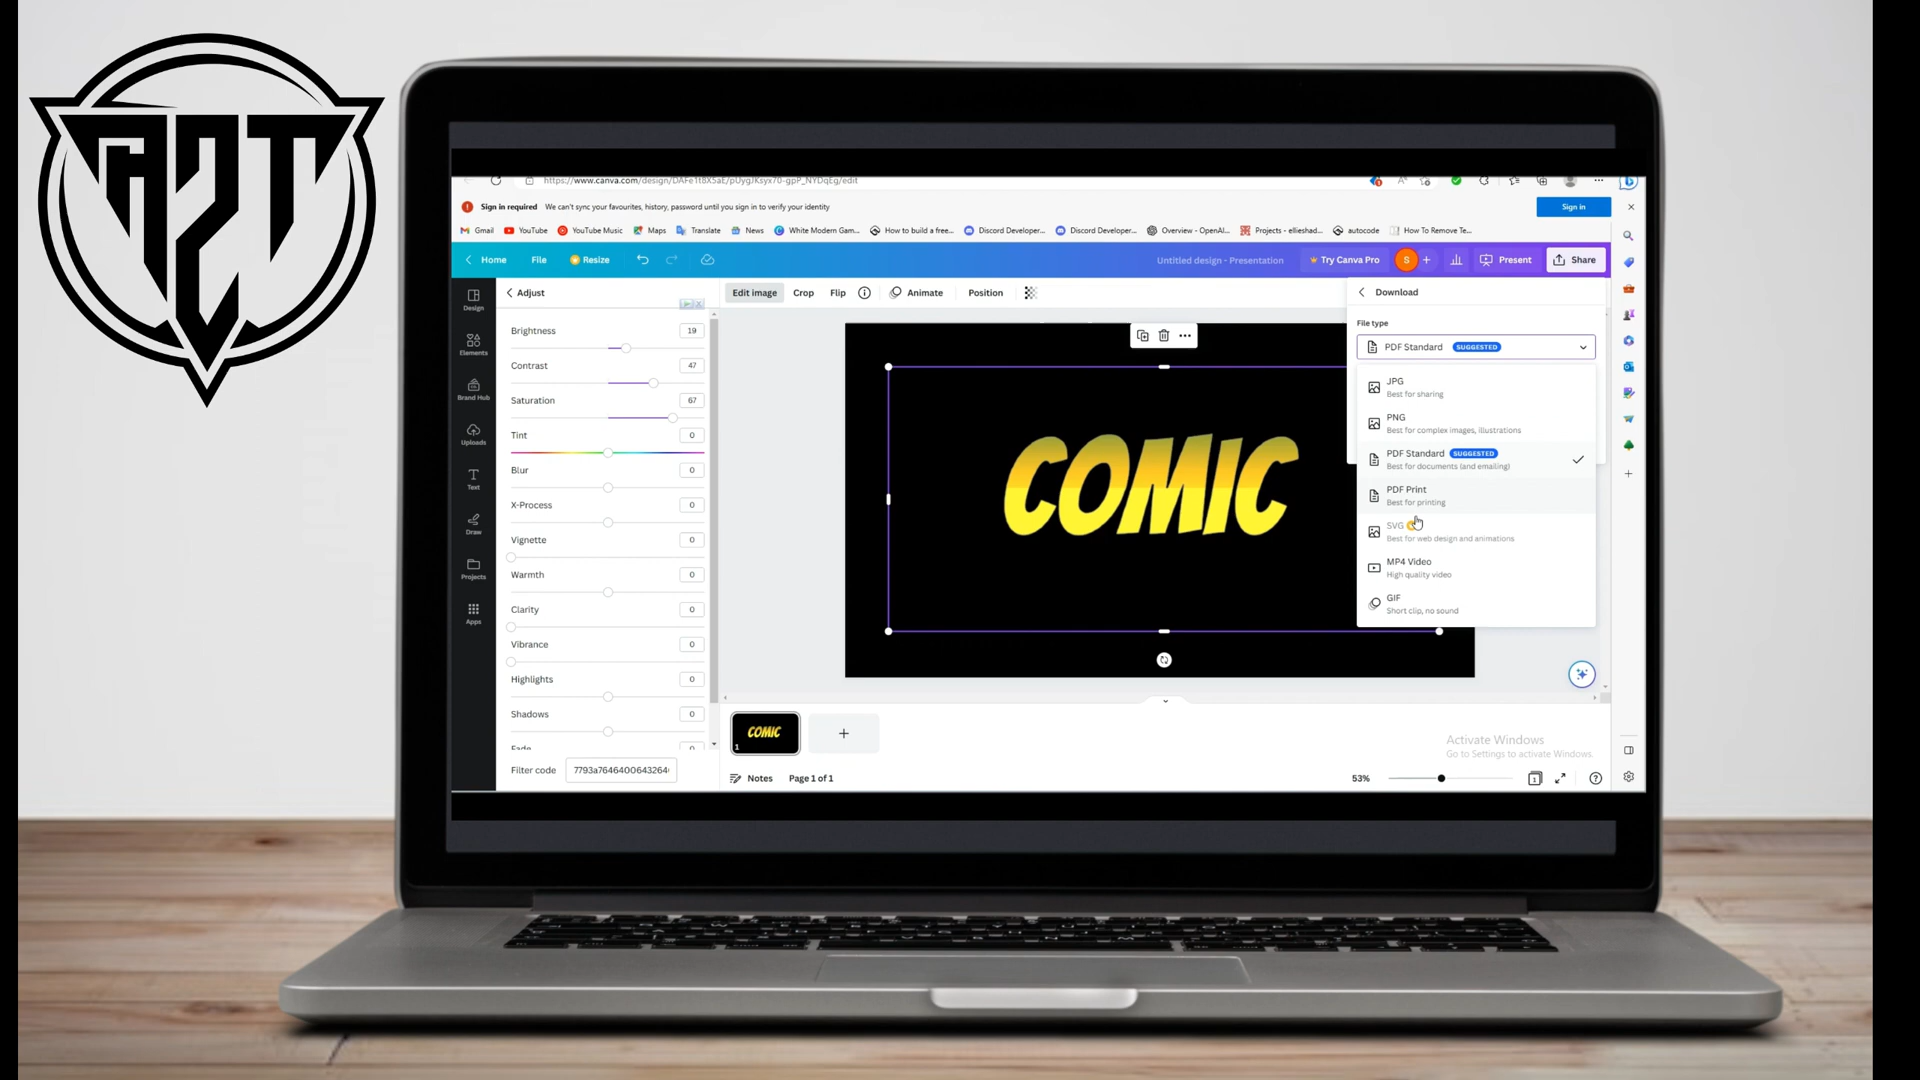 A2T
https://www.canva.com/design/DAFe1t8XSaE/pUygJKsyx70-gpP_NYDqEg/edit
Sign in required We can't sync your favourites, history, password until you sign in to verify your identity
Sign in
Gmail YouTube YouTube Music Maps Translate News White Modern Gam... How to build a free... Discord Developer... Discord Developer... Overview - OpenAI... Projects - ellieshad... autocode How To Remove Te...
Home File Resize Untitled design - Presentation Try Canva Pro S Present Share
Design
Elements
Brand Hub
Uploads
Text
Draw
Projects
Apps
Adjust
Brightness 19
Contrast 47
Saturation 67
Tint 0
Blur 0
X-Process 0
Vignette 0
Warmth 0
Clarity 0
Vibrance 0
Highlights 0
Shadows 0
Fade 0
Filter code 7793a7646400643264
Edit image Crop Flip Animate Position
COMIC
Download
File type
PDF Standard SUGGESTED
JPG
Best for sharing
PNG
Best for complex images, illustrations
PDF Standard SUGGESTED
Best for documents (and emailing)
PDF Print
Best for printing
SVG
Best for web design and animations
MP4 Video
High quality video
GIF
Short clip, no sound
COMIC
1
Activate Windows
Go to Settings to activate Windows.
Notes Page 1 of 1
53%
1